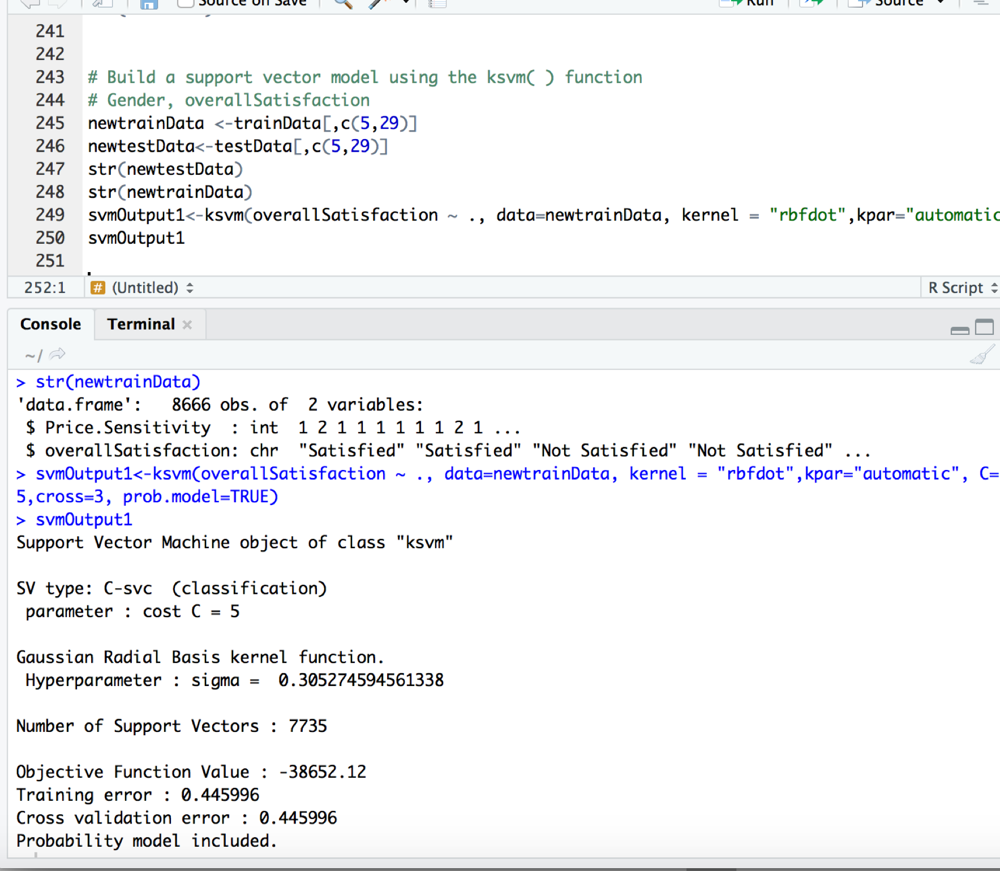 Source on Save Run Source
241
242
243 # Build a support vector model using the ksvm( ) function
244 # Gender, overallSatisfaction
245 newtrainData <-trainData[,c(5,29)]
246 newtestData<-testData[,c(5,29)]
247 str(newtestData)
248 str(newtrainData)
249 svmOutput1<-ksvm(overallSatisfaction ~ ., data=newtrainData, kernel = "rbfdot",kpar="automatic
250 svmOutput1
251
252:1 # (Untitled) R Script
Console Terminal
~/
> str(newtrainData)
'data.frame': 8666 obs. of 2 variables:
$ Price.Sensitivity : int 1 2 1 1 1 1 1 1 2 1 ...
$ overallSatisfaction: chr "Satisfied" "Satisfied" "Not Satisfied" "Not Satisfied" ...
> svmOutput1<-ksvm(overallSatisfaction ~ ., data=newtrainData, kernel = "rbfdot",kpar="automatic", C=
5,cross=3, prob.model=TRUE)
> svmOutput1
Support Vector Machine object of class "ksvm"
SV type: C-svc (classification)
parameter : cost C = 5
Gaussian Radial Basis kernel function.
Hyperparameter : sigma = 0.305274594561338
Number of Support Vectors : 7735
Objective Function Value : -38652.12
Training error : 0.445996
Cross validation error : 0.445996
Probability model included.